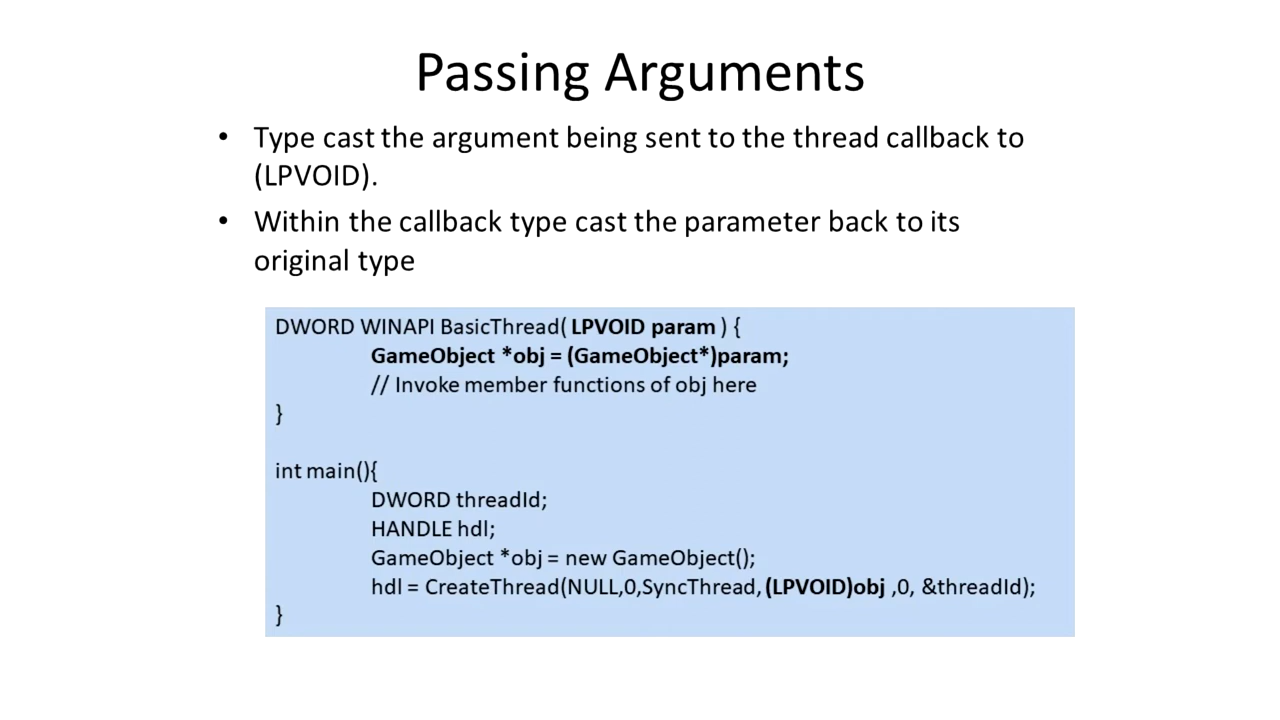 Passing Arguments
• Type cast the argument being sent to the thread callback to
(LPVOID).
• Within the callback type cast the parameter back to its
original type
DWORD WINAPI BasicThread( LPVOID param ) {
GameObject *obj = (GameObject*)param;
// Invoke member functions of obj here
}
int main(){
DWORD threadId;
HANDLE hdl;
GameObject *obj = new GameObject();
hdl = CreateThread(NULL,0,SyncThread, (LPVOID)obj ,0, &threadId);
}